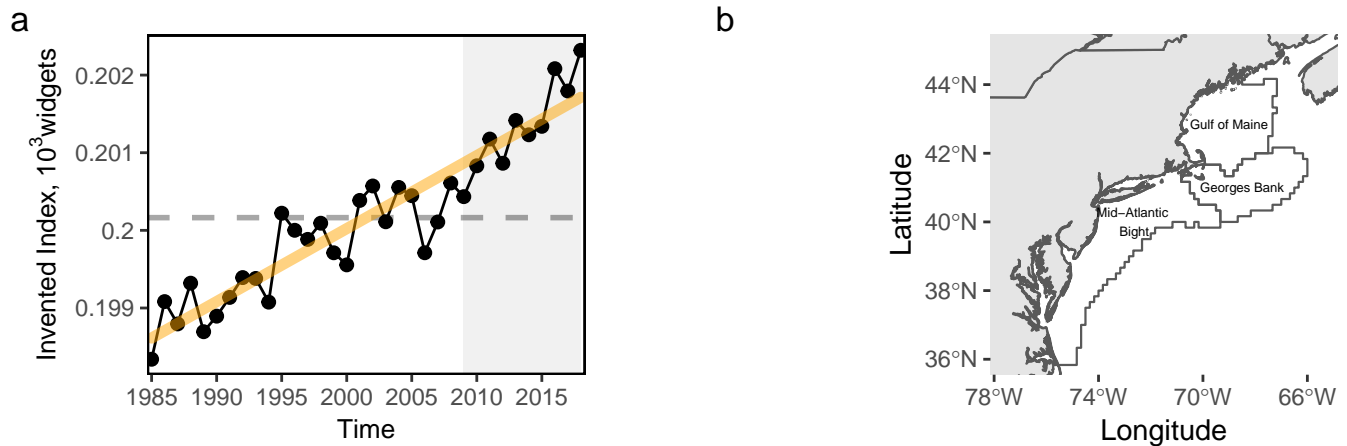 a
Invented Index, 10³widgets
0.202
0.201
0.2
0.199
1985 1990 1995 2000 2005 2010 2015
Time
b
Latitude
44°N
42°N
40°N
38°N
36°N
Gulf of Maine
Georges Bank
Mid−Atlantic
Bight
78°W 74°W 70°W 66°W
Longitude